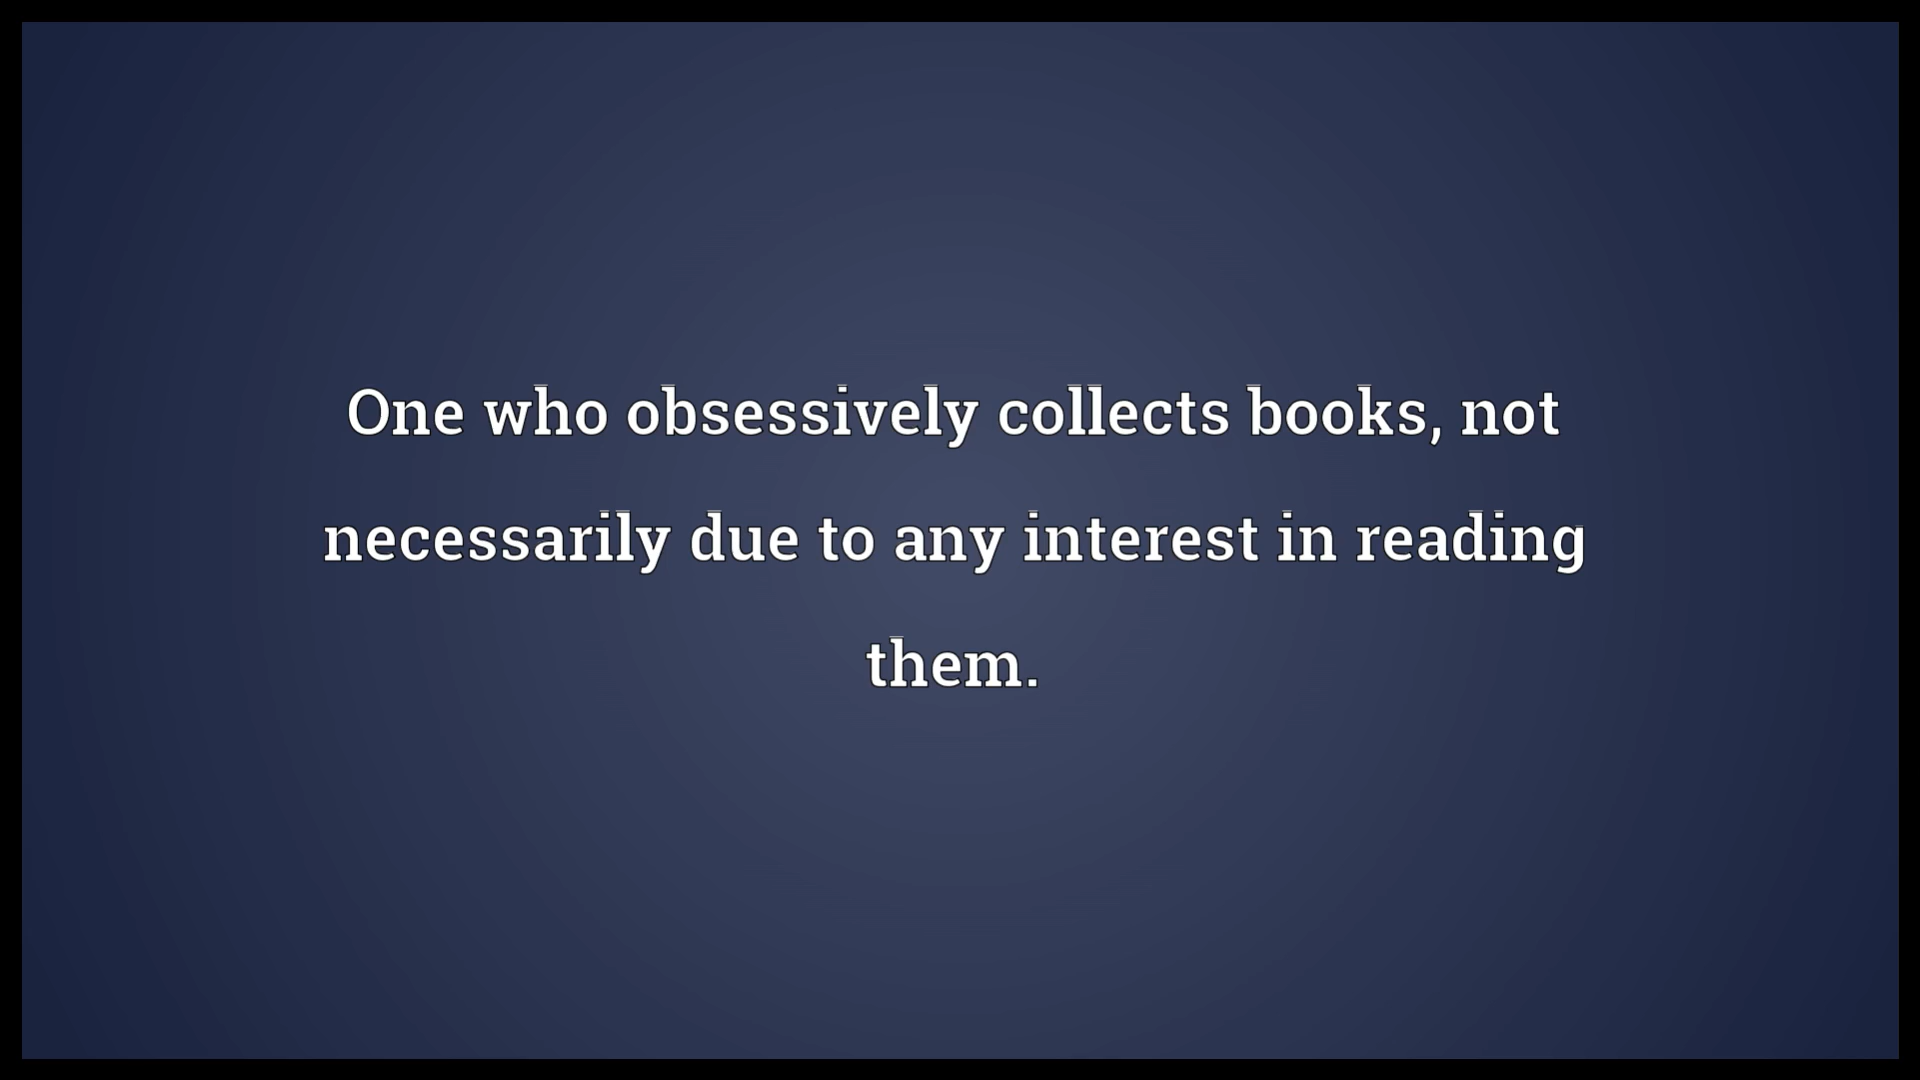 One who obsessively collects books, not
necessarily due to any interest in reading
them.